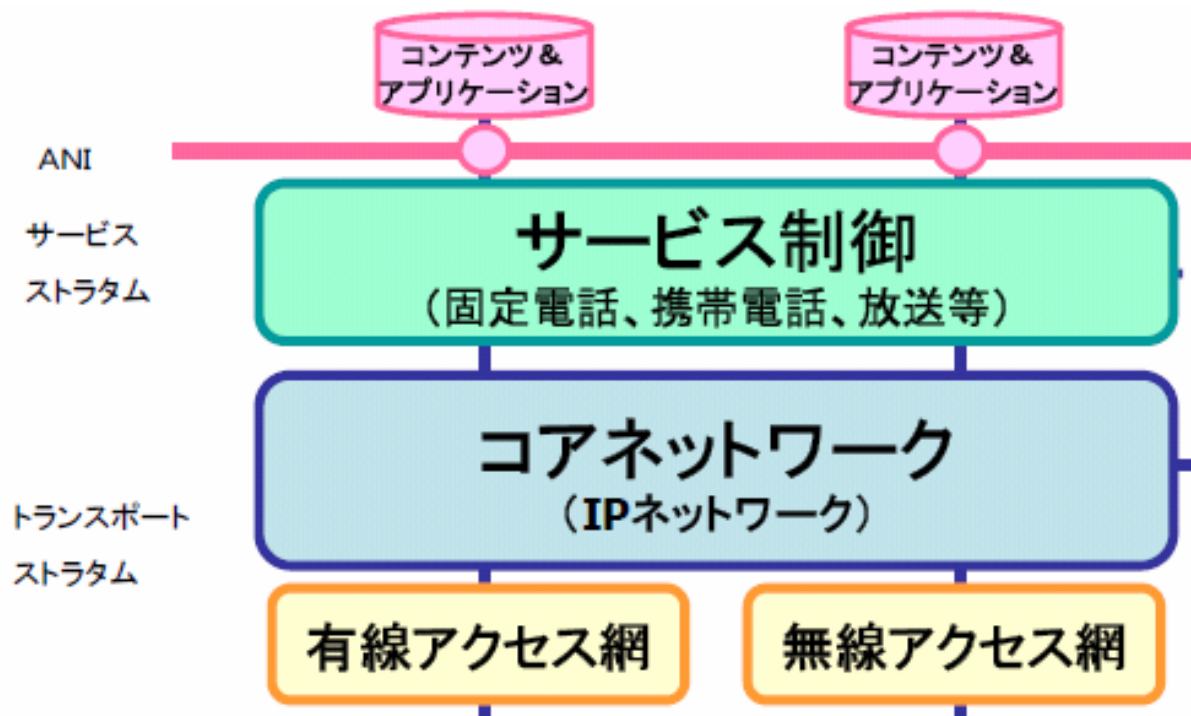 コンテンツ&
アプリケーション
コンテンツ&
アプリケーション
ANI
サービス
ストラタム
サービス制御
（固定電話、携帯電話、放送等）
コアネットワーク
（IPネットワーク）
トランスポート
ストラタム
有線アクセス網
無線アクセス網